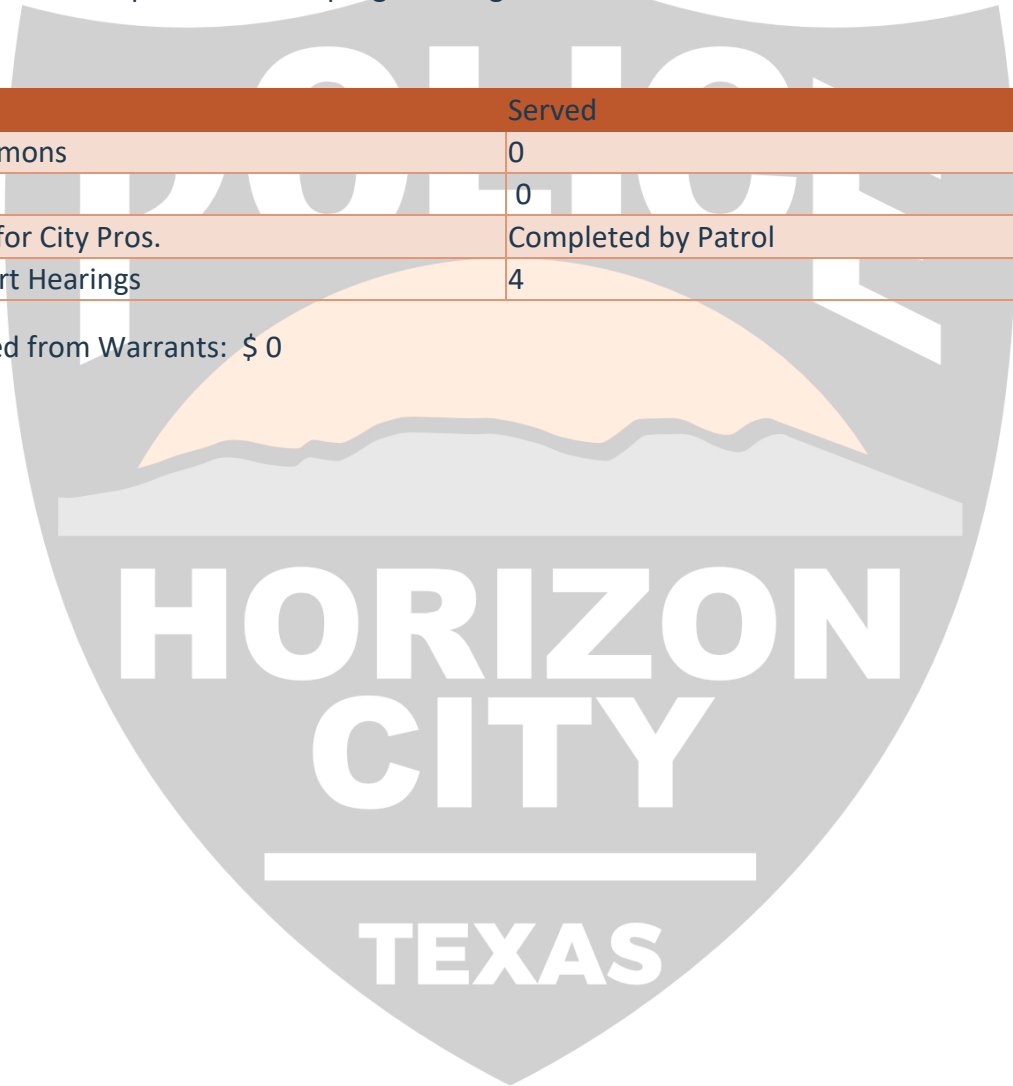 Served
mons 0
0
for City Pros. Completed by Patrol
rt Hearings 4
ed from Warrants: $ 0
POLICE
HORIZON
CITY
TEXAS